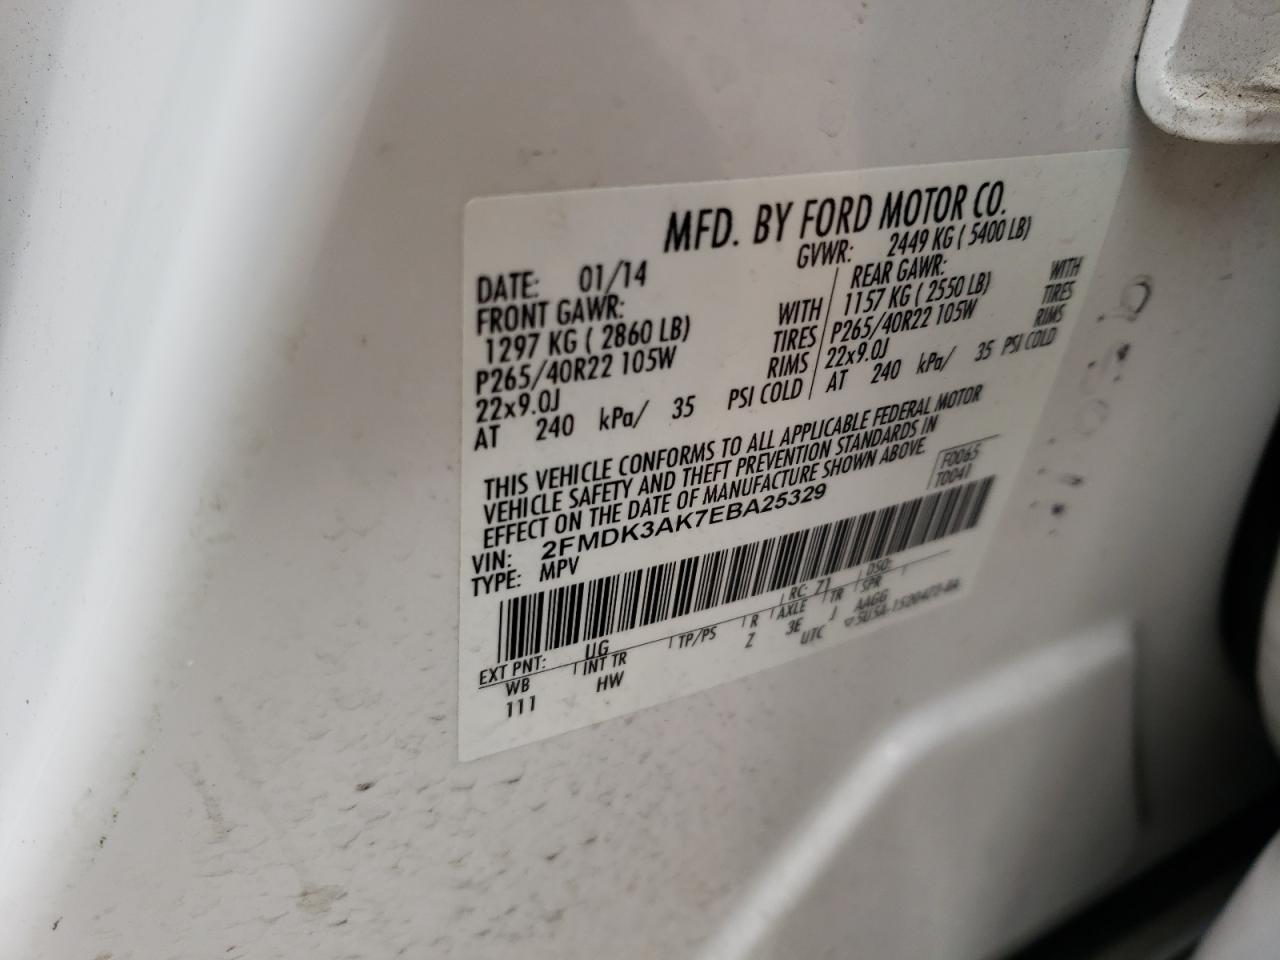 MFD. BY FORD MOTOR CO.
DATE: 01/14 GVWR: 2449 KG ( 5400 LB)
FRONT GAWR: REAR GAWR:
1297 KG ( 2860 LB) WITH 1157 KG ( 2550 LB) WITH
P265/40R22 105W TIRES P265/40R22 105W TIRES
22x9.0J RIMS 22x9.0J RIMS
AT 240 kPa/ 35 PSI COLD AT 240 kPa/ 35 PSI COLD
THIS VEHICLE CONFORMS TO ALL APPLICABLE FEDERAL MOTOR
VEHICLE SAFETY AND THEFT PREVENTION STANDARDS IN
EFFECT ON THE DATE OF MANUFACTURE SHOWN ABOVE.
F0065
T0041
VIN: 2FMDK3AK7EBA25329
TYPE: MPV
EXT PNT: UG RC: 71 DSO:
WB INT TR TP/PS R AXLE TR SPR
111 HW Z 3E J AAGG
UTC